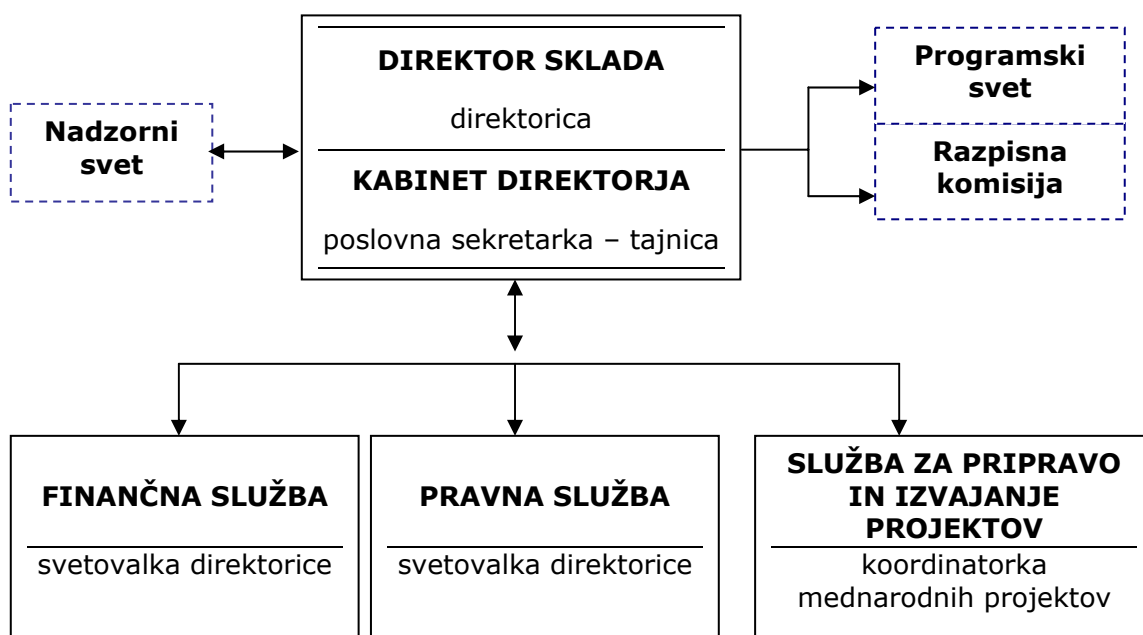 DIREKTOR SKLADA
direktorica
KABINET DIREKTORJA
poslovna sekretarka – tajnica
Nadzorni
svet
Programski
svet
Razpisna
komisija
FINANČNA SLUŽBA
svetovalka direktorice
PRAVNA SLUŽBA
svetovalka direktorice
SLUŽBA ZA PRIPRAVO
IN IZVAJANJE
PROJEKTOV
koordinatorka
mednarodnih projektov